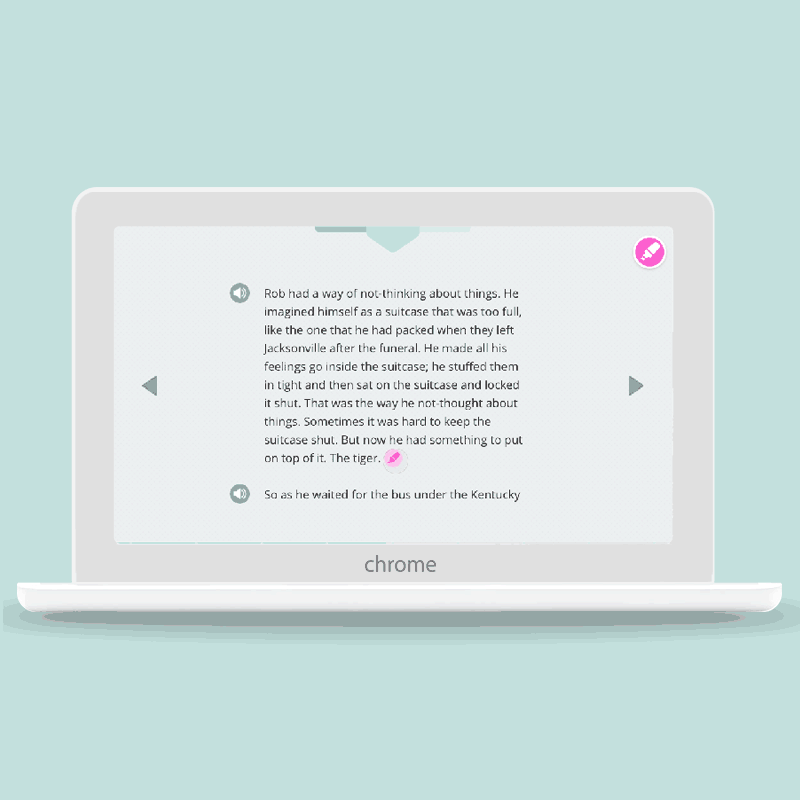 Rob had a way of not-thinking about things. He
imagined himself as a suitcase that was too full,
like the one that he had packed when they left
Jacksonville after the funeral. He made all his
feelings go inside the suitcase; he stuffed them
in tight and then sat on the suitcase and locked
it shut. That was the way he not-thought about
things. Sometimes it was hard to keep the
suitcase shut. But now he had something to put
on top of it. The tiger.
So as he waited for the bus under the Kentucky
chrome